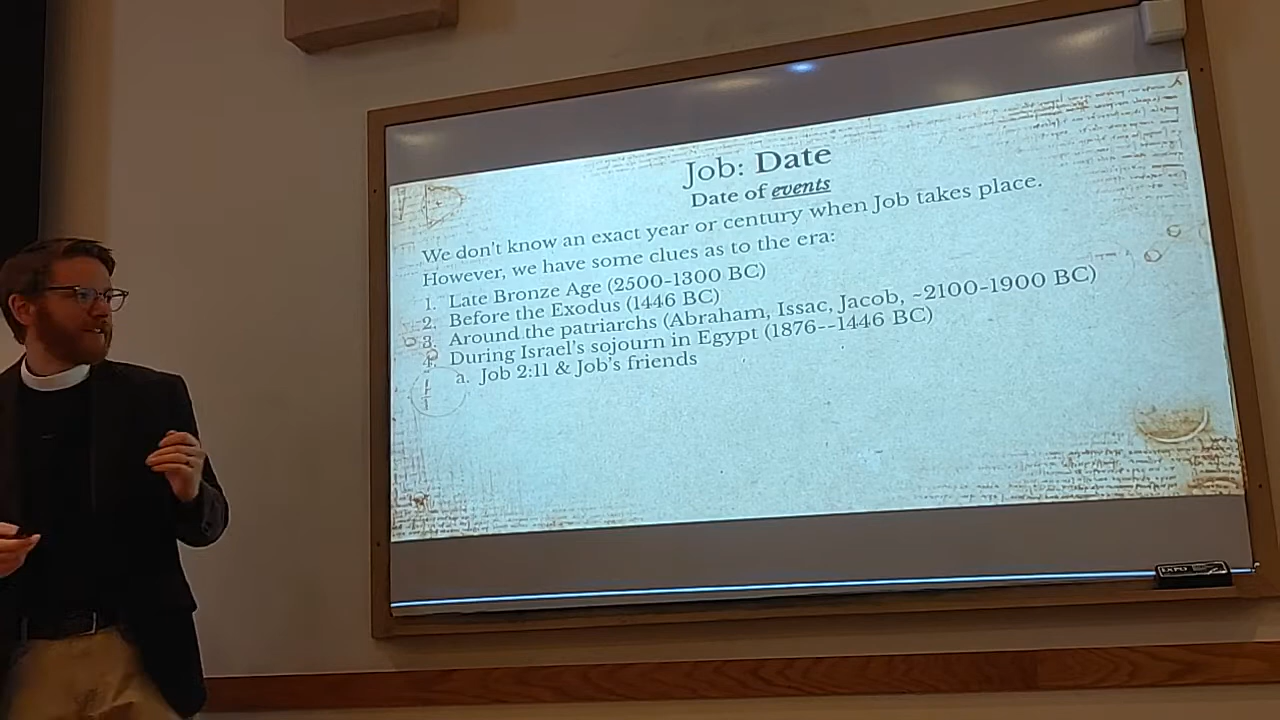 Job: Date
Date of events
We don't know an exact year or century when Job takes place.
However, we have some clues as to the era:
1. Late Bronze Age (2500-1300 BC)
2. Before the Exodus (1446 BC)
3. Around the patriarchs (Abraham, Issac, Jacob, ~2100-1900 BC)
4. During Israel's sojourn in Egypt (1876--1446 BC)
a. Job 2:11 & Job's friends
EXPO